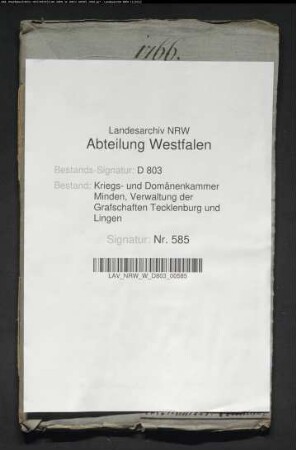 1766.
Landesarchiv NRW
Abteilung Westfalen
Bestands-Signatur: D 803
Bestand: Kriegs- und Domänenkammer
Minden, Verwaltung der
Grafschaften Tecklenburg und
Lingen
Signatur: Nr. 585
LAV_NRW_W_D803_00585